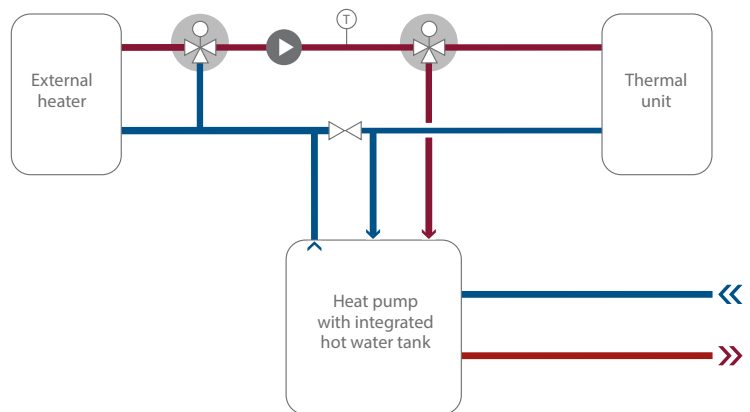 T
External
heater
Thermal
unit
Heat pump
with integrated
hot water tank